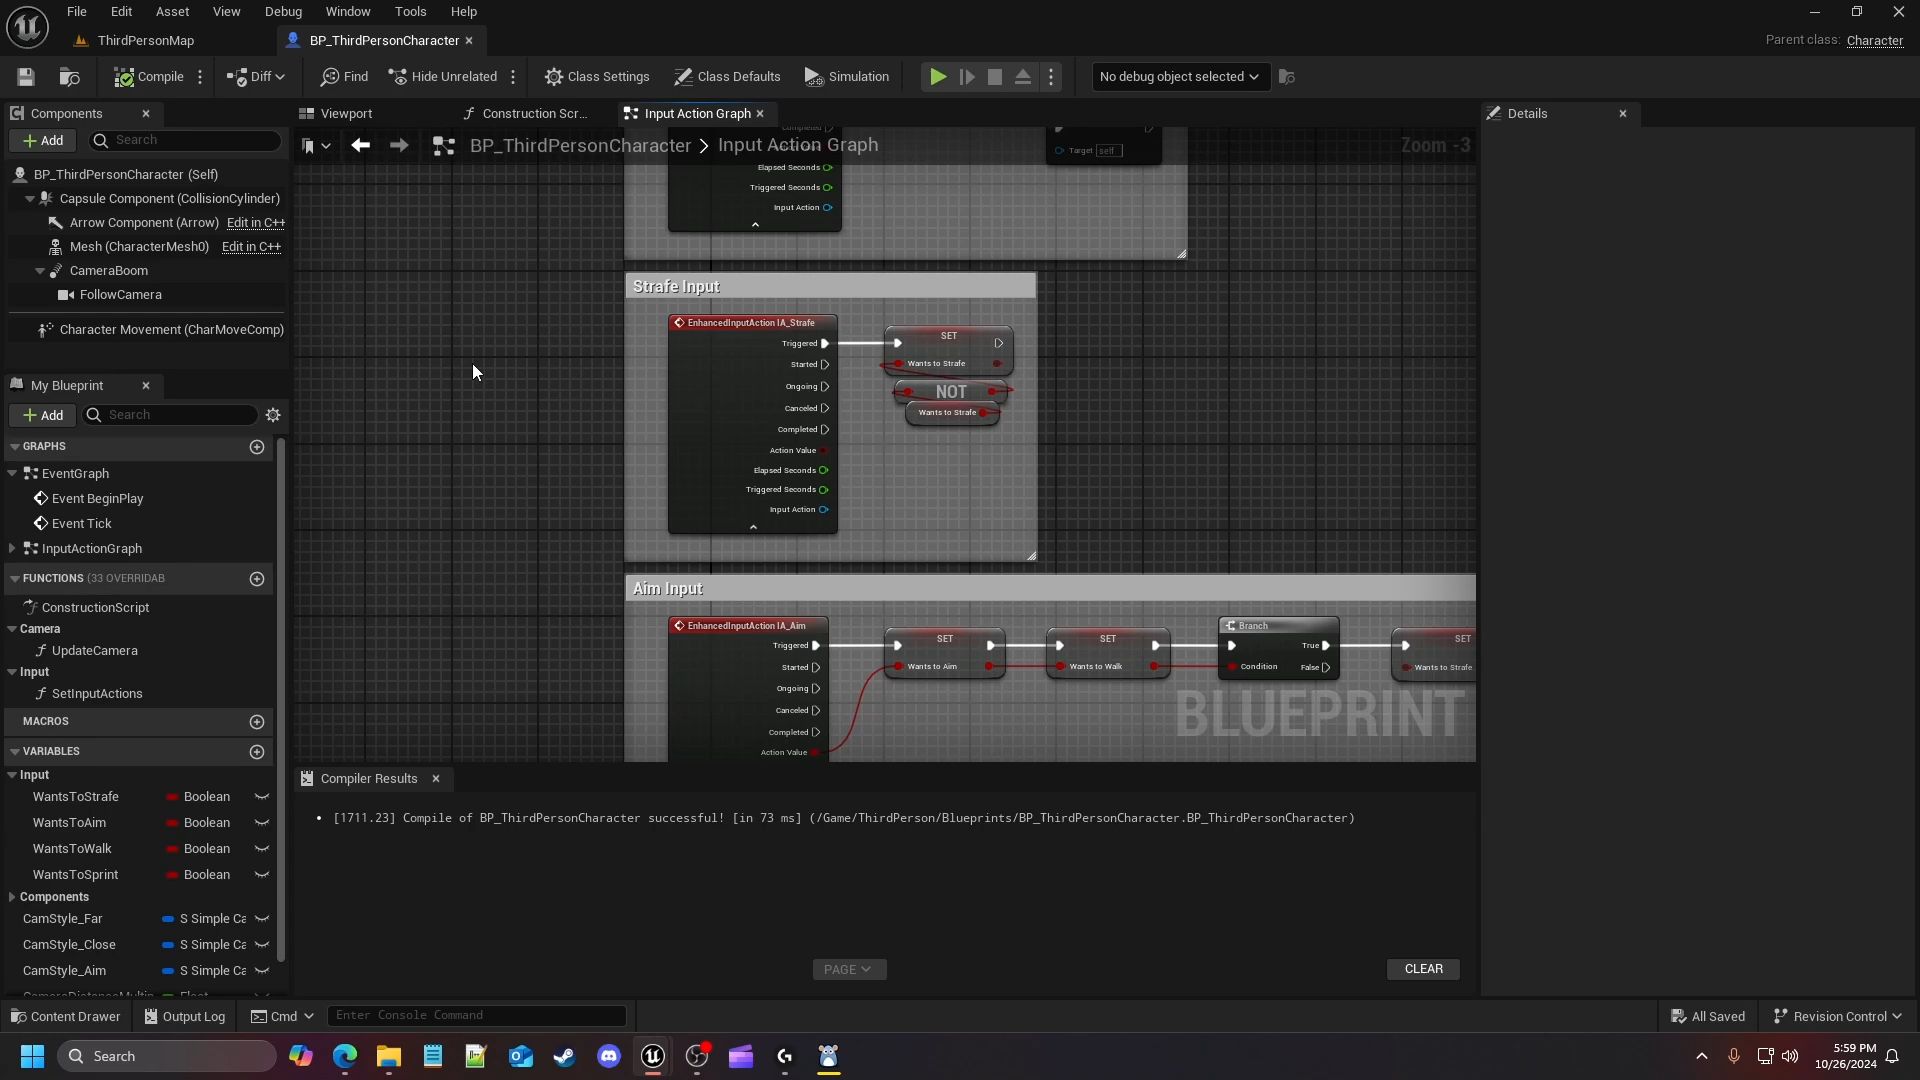 File Edit Asset View Debug Window Tools Help
ThirdPersonMap
BP_ThirdPersonCharacter
Parent class: Character
Compile
Diff
Find
Hide Unrelated
Class Settings
Class Defaults
Simulation
No debug object selected
Components
Add
Search
BP_ThirdPersonCharacter (Self)
Capsule Component (CollisionCylinder)
Arrow Component (Arrow) Edit in C++
Mesh (CharacterMesh0) Edit in C++
CameraBoom
FollowCamera
Character Movement (CharMoveComp)
My Blueprint
Add
Search
GRAPHS
EventGraph
Event BeginPlay
Event Tick
InputActionGraph
FUNCTIONS (33 OVERRIDAB
ConstructionScript
Camera
UpdateCamera
Input
SetInputActions
MACROS
VARIABLES
Input
WantsToStrafe Boolean
WantsToAim Boolean
WantsToWalk Boolean
WantsToSprint Boolean
Components
CamStyle_Far S Simple Ca
CamStyle_Close S Simple Ca
CamStyle_Aim S Simple Ca
Viewport
Construction Scr...
Input Action Graph
BP_ThirdPersonCharacter > Input Action Graph
Zoom -3
Completed
Elapsed Seconds
Triggered Seconds
Input Action
Target self
Strafe Input
EnhancedInputAction IA_Strafe
Triggered
Started
Ongoing
Canceled
Completed
Action Value
Elapsed Seconds
Triggered Seconds
Input Action
SET
Wants to Strafe
NOT
Wants to Strafe
Aim Input
EnhancedInputAction IA_Aim
Triggered
Started
Ongoing
Canceled
Completed
Action Value
SET
Wants to Aim
SET
Wants to Walk
Branch
True
Condition False
SET
Wants to Strafe
BLUEPRINT
Compiler Results
[1711.23] Compile of BP_ThirdPersonCharacter successful! [in 73 ms] (/Game/ThirdPerson/Blueprints/BP_ThirdPersonCharacter.BP_ThirdPersonCharacter)
PAGE
CLEAR
Details
Content Drawer
Output Log
Cmd
Enter Console Command
All Saved
Revision Control
Search
5:59 PM
10/26/2024